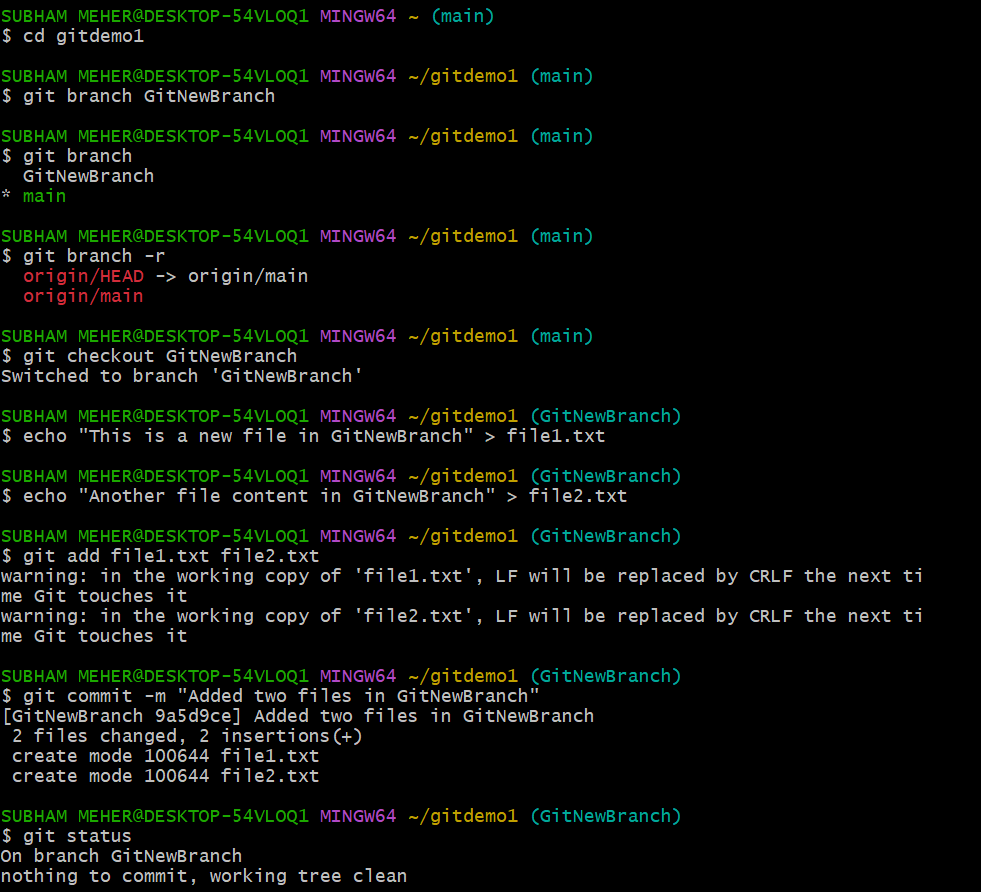 SUBHAM MEHER@DESKTOP-54VLOQ1 MINGW64 ~ (main)
$ cd gitdemo1
SUBHAM MEHER@DESKTOP-54VLOQ1 MINGW64 ~/gitdemo1 (main)
$ git branch GitNewBranch
SUBHAM MEHER@DESKTOP-54VLOQ1 MINGW64 ~/gitdemo1 (main)
$ git branch
  GitNewBranch
* main
SUBHAM MEHER@DESKTOP-54VLOQ1 MINGW64 ~/gitdemo1 (main)
$ git branch -r
  origin/HEAD -> origin/main
  origin/main
SUBHAM MEHER@DESKTOP-54VLOQ1 MINGW64 ~/gitdemo1 (main)
$ git checkout GitNewBranch
Switched to branch 'GitNewBranch'
SUBHAM MEHER@DESKTOP-54VLOQ1 MINGW64 ~/gitdemo1 (GitNewBranch)
$ echo "This is a new file in GitNewBranch" > file1.txt
SUBHAM MEHER@DESKTOP-54VLOQ1 MINGW64 ~/gitdemo1 (GitNewBranch)
$ echo "Another file content in GitNewBranch" > file2.txt
SUBHAM MEHER@DESKTOP-54VLOQ1 MINGW64 ~/gitdemo1 (GitNewBranch)
$ git add file1.txt file2.txt
warning: in the working copy of 'file1.txt', LF will be replaced by CRLF the next ti
me Git touches it
warning: in the working copy of 'file2.txt', LF will be replaced by CRLF the next ti
me Git touches it
SUBHAM MEHER@DESKTOP-54VLOQ1 MINGW64 ~/gitdemo1 (GitNewBranch)
$ git commit -m "Added two files in GitNewBranch"
[GitNewBranch 9a5d9ce] Added two files in GitNewBranch
 2 files changed, 2 insertions(+)
 create mode 100644 file1.txt
 create mode 100644 file2.txt
SUBHAM MEHER@DESKTOP-54VLOQ1 MINGW64 ~/gitdemo1 (GitNewBranch)
$ git status
On branch GitNewBranch
nothing to commit, working tree clean